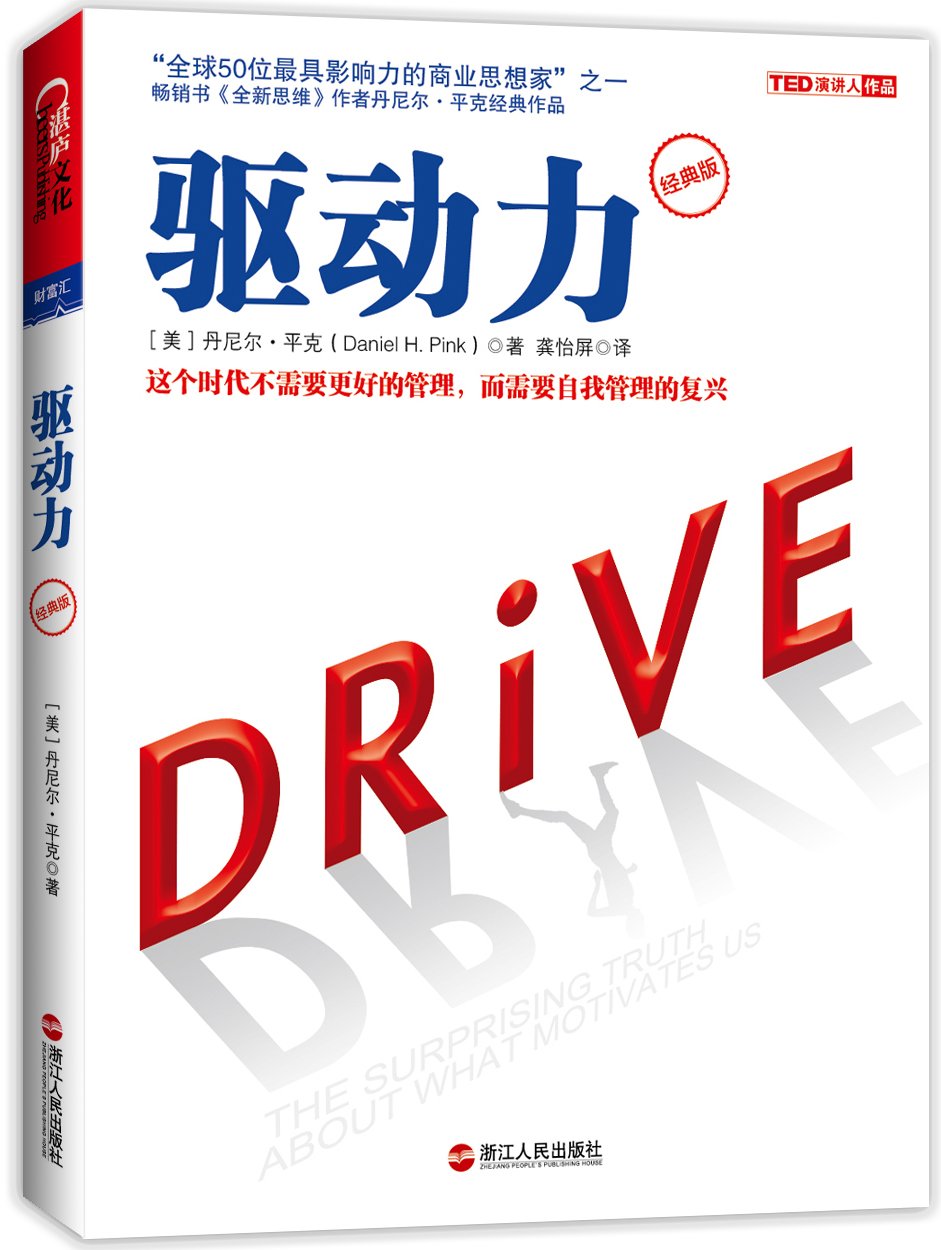 “全球50位最具影响力的商业思想家”之一
畅销书《全新思维》作者丹尼尔·平克经典作品
TED演讲人作品
驱动力
经典版
[美]丹尼尔·平克(Daniel H. Pink)◎著 龚怡屏◎译
这个时代不需要更好的管理,而需要自我管理的复兴
DRiVE
THE SURPRISING TRUTH
ABOUT WHAT MOTIVATES US
浙江人民出版社
ZHEJIANG PEOPLE'S PUBLISHING HOUSE
湛庐文化
财富汇
驱动力
经典版
[美]丹尼尔·平克◎著
浙江人民出版社
ZHEJIANG PEOPLE'S PUBLISHING HOUSE